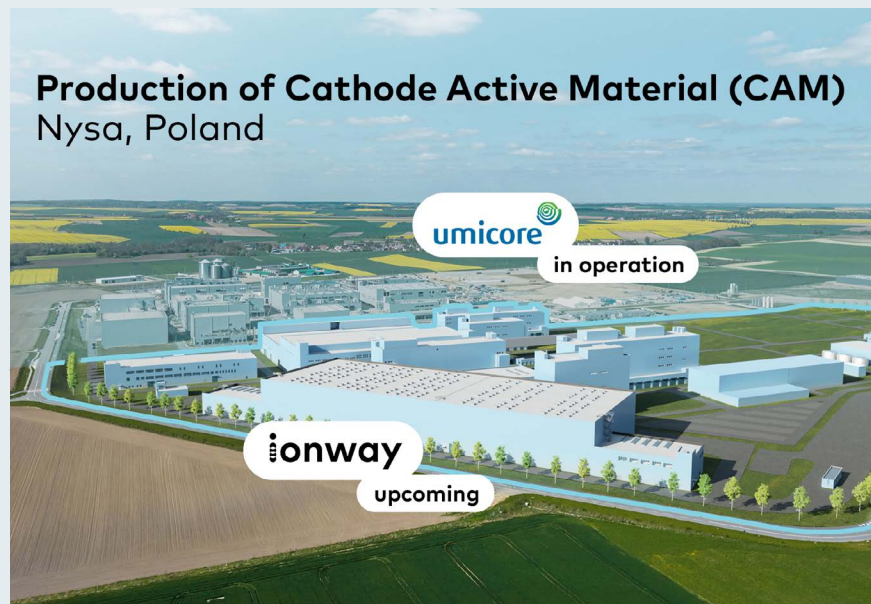 Production of Cathode Active Material (CAM)
Nysa, Poland
umicore
in operation
ionway
upcoming